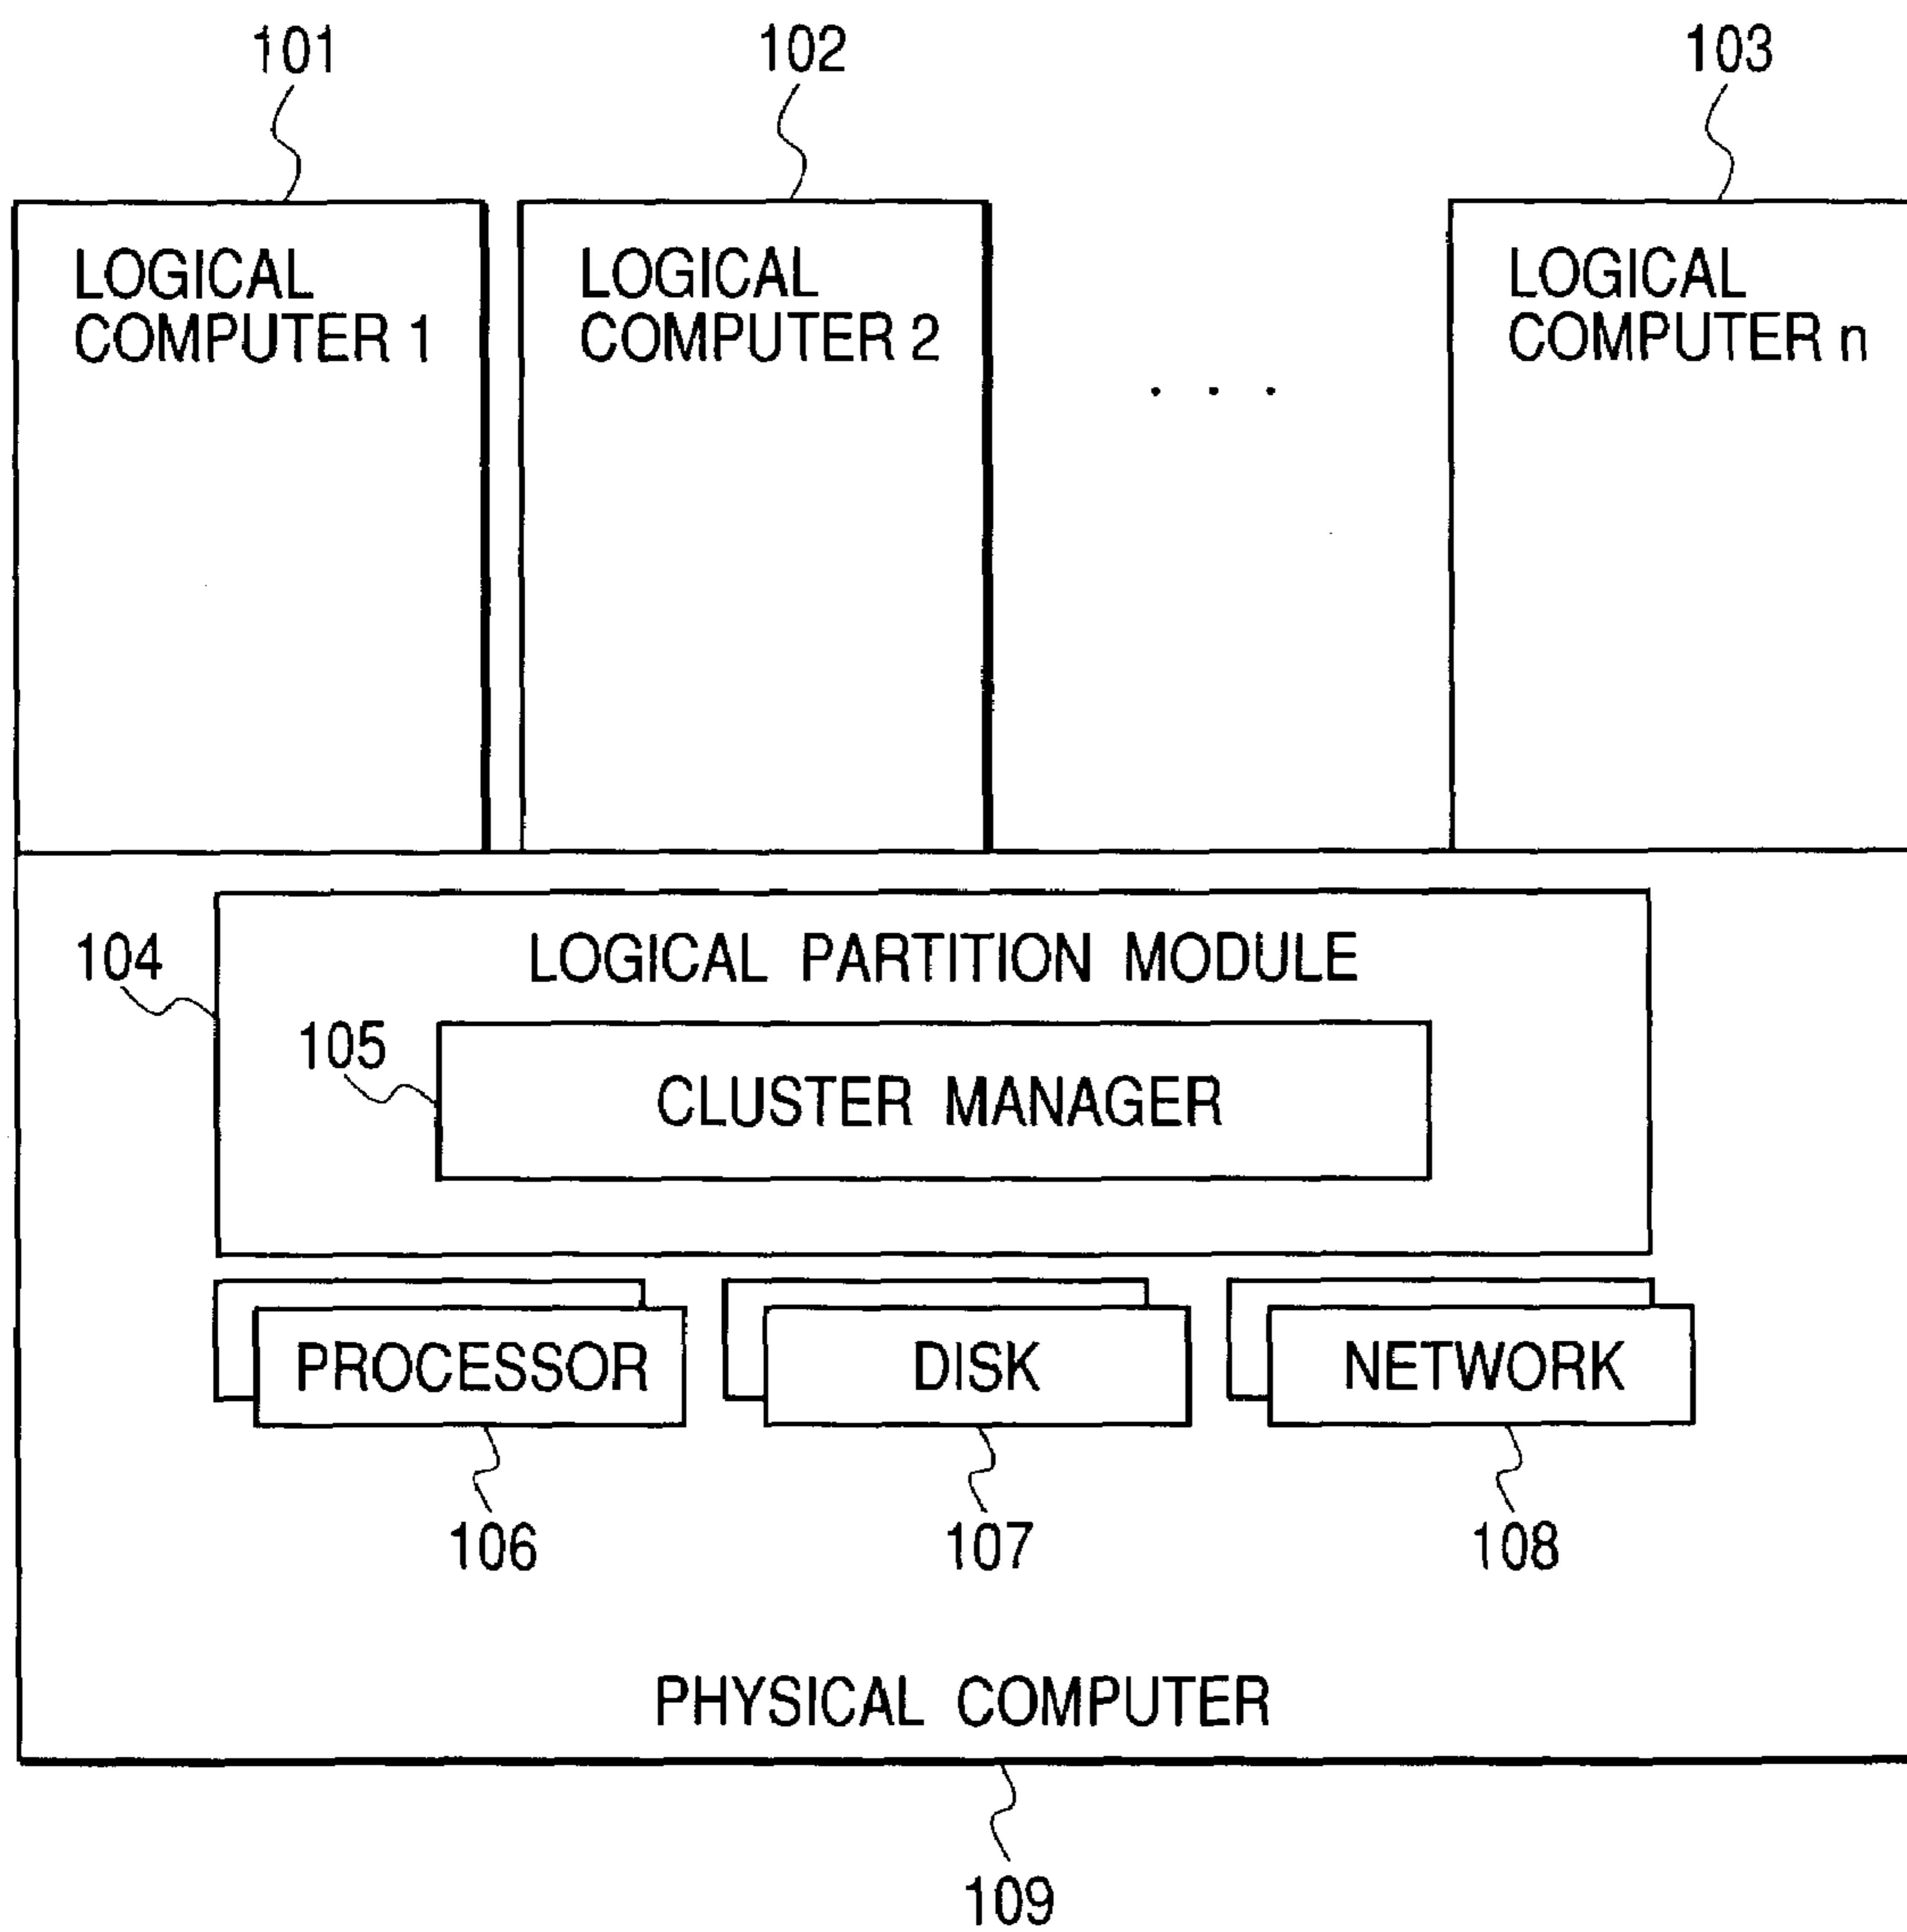 101
102
103
LOGICAL
COMPUTER 1
LOGICAL
COMPUTER 2
. . .
LOGICAL
COMPUTER n
104
LOGICAL PARTITION MODULE
105
CLUSTER MANAGER
PROCESSOR
DISK
NETWORK
106
107
108
PHYSICAL COMPUTER
109